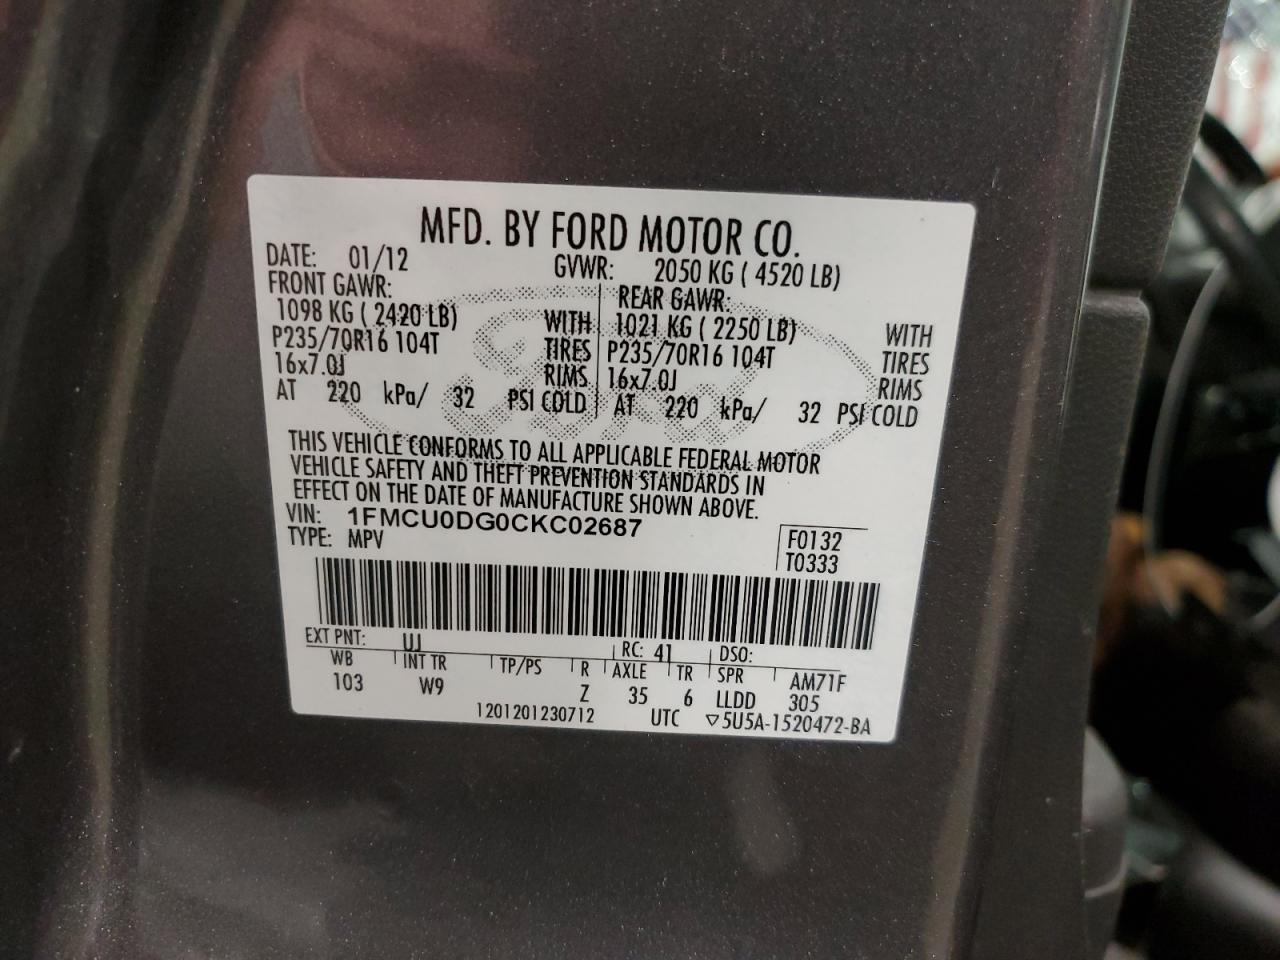 MFD. BY FORD MOTOR CO.
DATE: 01/12 GVWR: 2050 KG ( 4520 LB)
FRONT GAWR: REAR GAWR:
1098 KG ( 2420 LB) WITH 1021 KG ( 2250 LB) WITH
P235/70R16 104T TIRES P235/70R16 104T TIRES
16x7.0J RIMS 16x7.0J RIMS
AT 220 kPa/ 32 PSI COLD AT 220 kPa/ 32 PSI COLD
THIS VEHICLE CONFORMS TO ALL APPLICABLE FEDERAL MOTOR
VEHICLE SAFETY AND THEFT PREVENTION STANDARDS IN
EFFECT ON THE DATE OF MANUFACTURE SHOWN ABOVE.
VIN: 1FMCU0DG0CKC02687 F0132
TYPE: MPV T0333
EXT PNT: UJ RC: 41 DSO:
WB INT TR TP/PS R AXLE TR SPR AM71F
103 W9 Z 35 6 LLDD 305
1201201230712 UTC ▽5U5A-1520472-BA
Ford